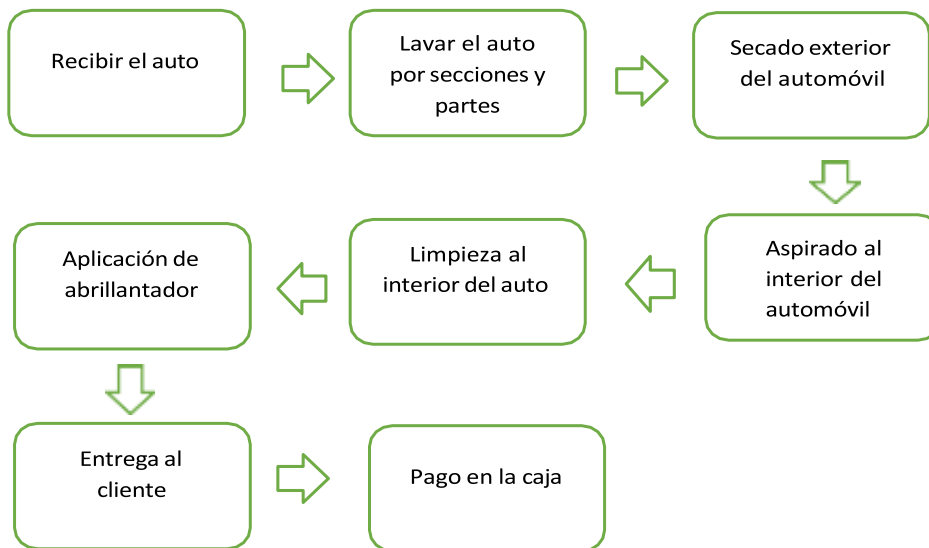 Recibir el auto
Lavar el auto
por secciones y
partes
Secado exterior
del automóvil
Aspirado al
interior del
automóvil
Limpieza al
interior del auto
Aplicación de
abrillantador
Entrega al
cliente
Pago en la caja